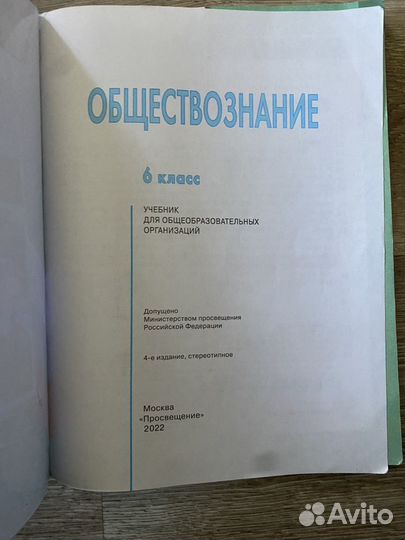 ОБЩЕСТВОЗНАНИЕ
6 класс
УЧЕБНИК
ДЛЯ ОБЩЕОБРАЗОВАТЕЛЬНЫХ
ОРГАНИЗАЦИЙ
Допущено
Министерством просвещения
Российской Федерации
4-е издание, стереотипное
Москва
«Просвещение»
2022
Avito